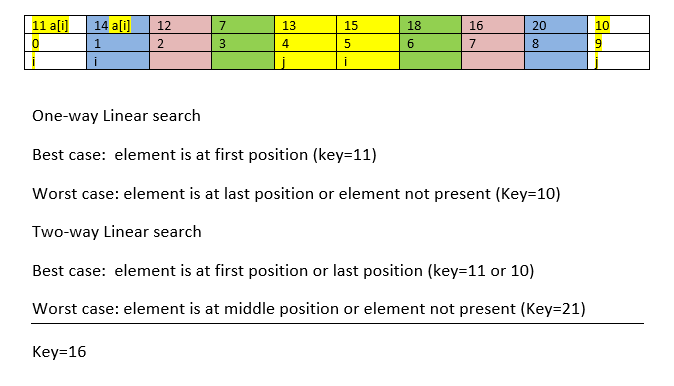 11 a[i] 14 a[i] 12 7 13 15 18 16 20 10
0 1 2 3 4 5 6 7 8 9
i i j i j
One-way Linear search
Best case:  element is at first position (key=11)
Worst case: element is at last position or element not present (Key=10)
Two-way Linear search
Best case:  element is at first position or last position (key=11 or 10)
Worst case: element is at middle position or element not present (Key=21)
Key=16